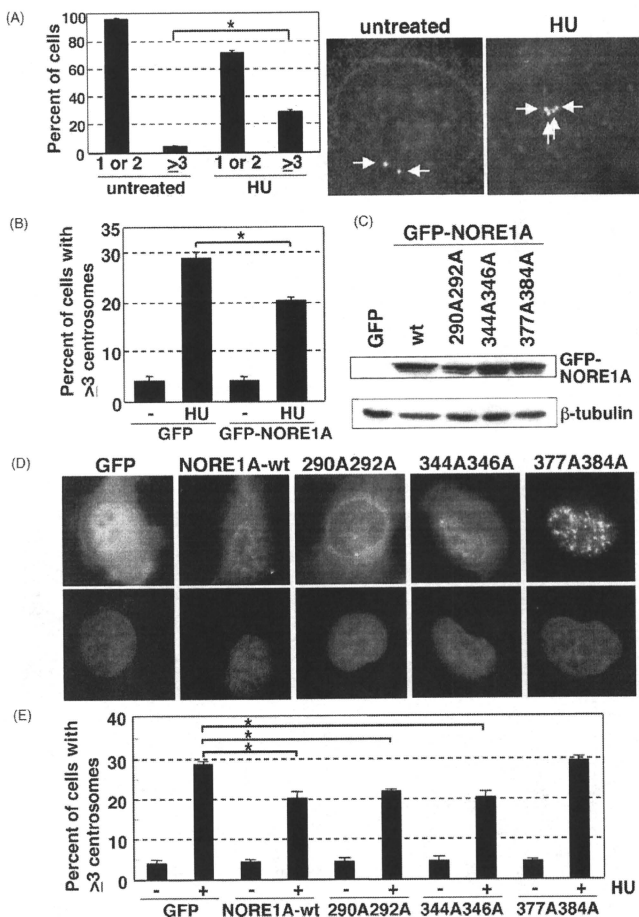 (A)
Percent of cells
100
80
60
40
20
0
*
1 or 2 ≥3 1 or 2 ≥3
untreated HU
untreated HU
(B)
Percent of cells with
≥3 centrosomes
35
30
20
10
0
*
- HU - HU
GFP GFP-NORE1A
(C)
GFP-NORE1A
GFP
wt
290A292A
344A346A
377A384A
GFP-
NORE1A
β-tubulin
(D)
GFP NORE1A-wt 290A292A 344A346A 377A384A
(E)
Percent of cells with
≥3 centrosomes
40
30
20
10
0
*
*
*
- + - + - + - + - + HU
GFP NORE1A-wt 290A292A 344A346A 377A384A